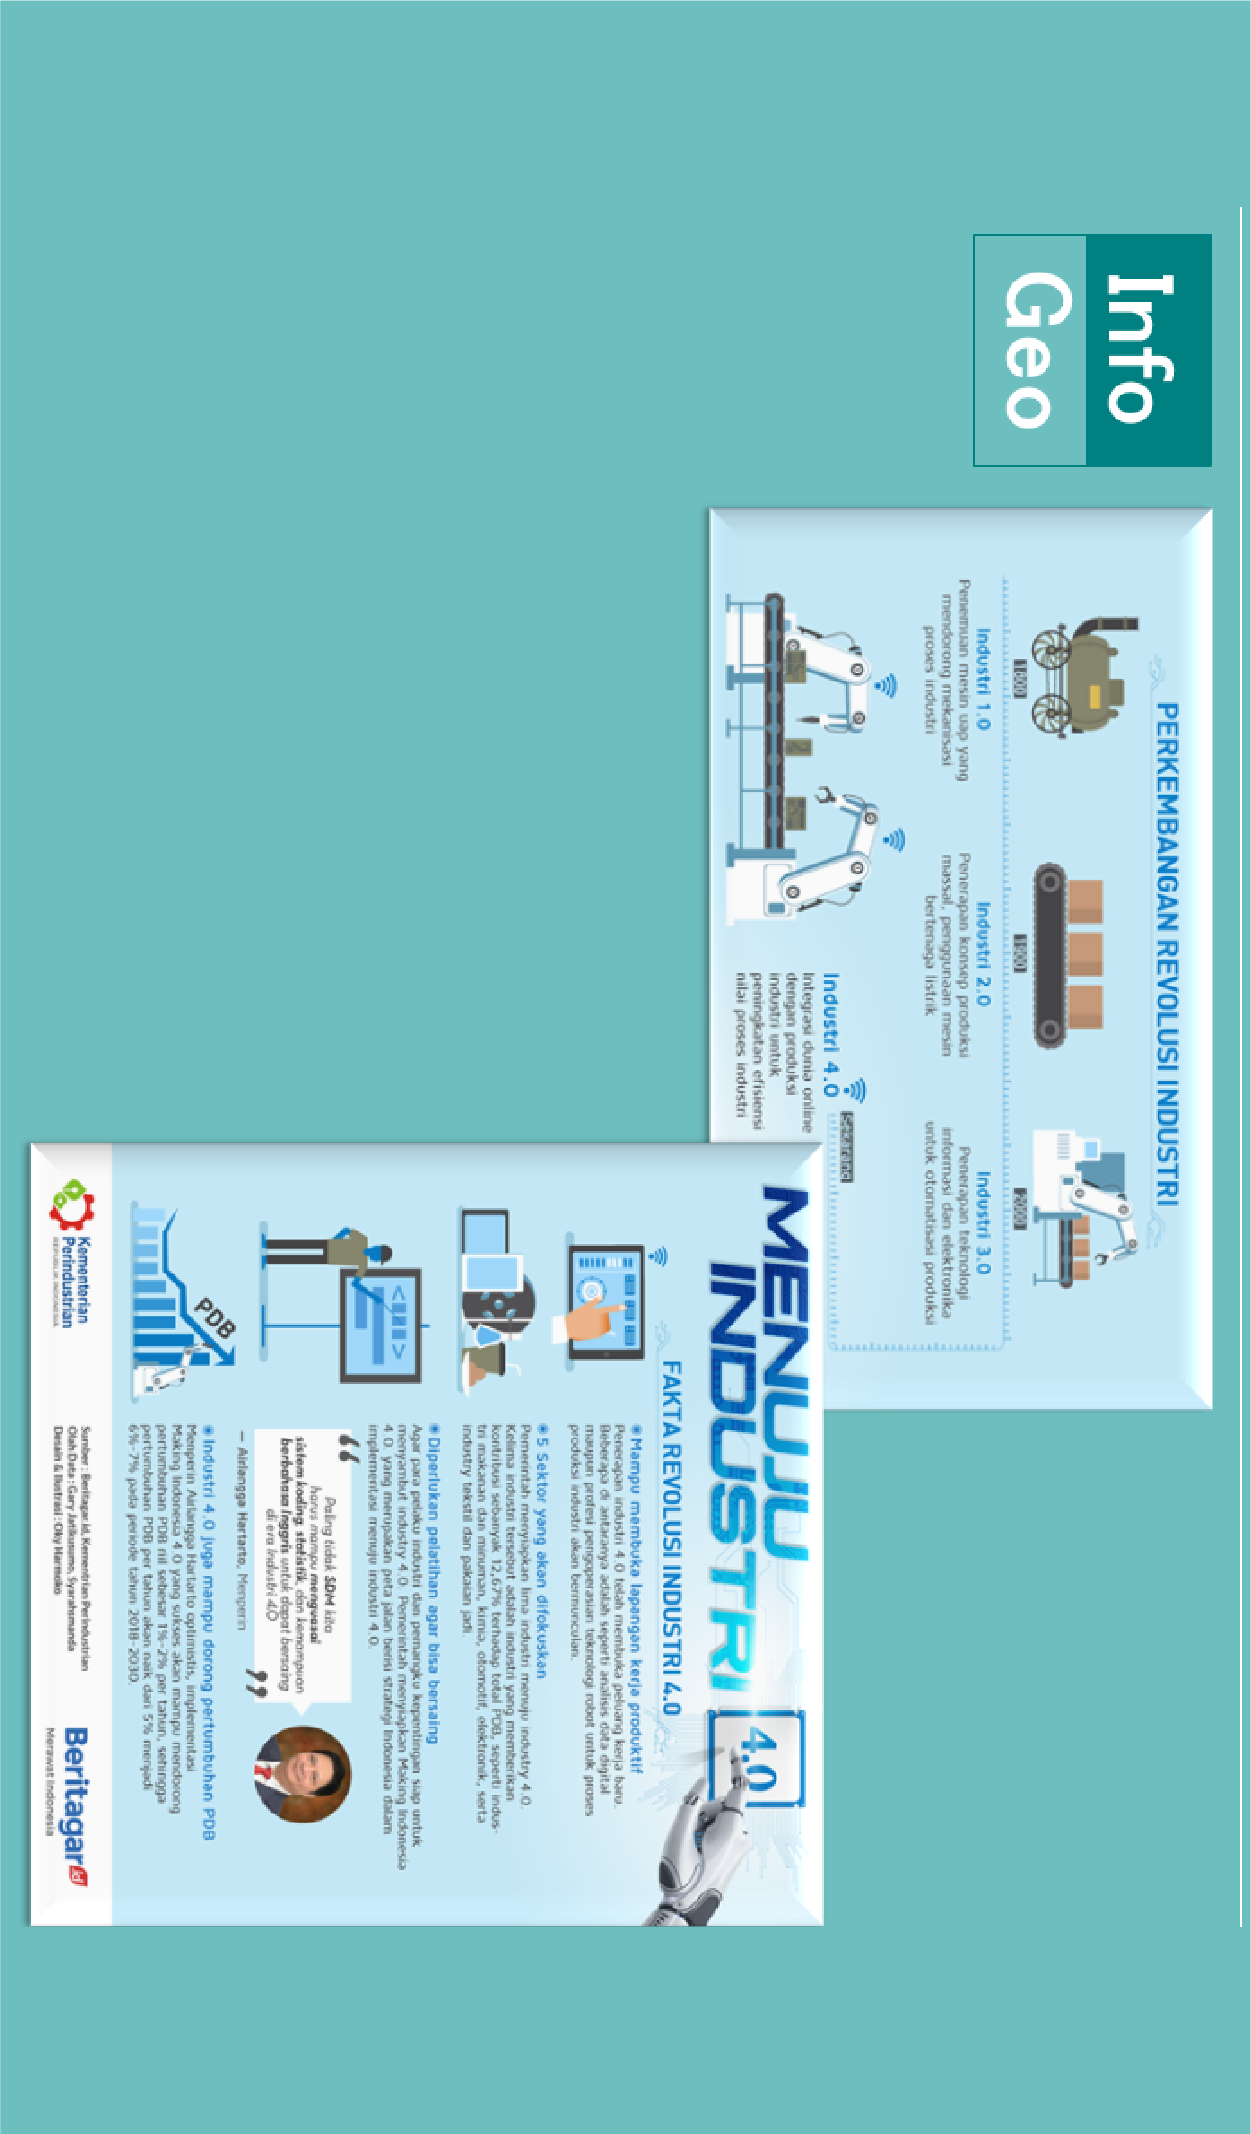 Info
Geo
PERKEMBANGAN REVOLUSI INDUSTRI
1800
Industri 1.0
Penemuan mesin uap yang
mendorong mekanisasi
proses industri
1900
Industri 2.0
Penerapan konsep produksi
massal, penggunaan mesin
bertenaga listrik
2000
Industri 3.0
Penerapan teknologi
informasi dan elektronika
untuk otomatisasi produksi
Sekarang
Industri 4.0
Integrasi dunia online
dengan produksi
industri untuk
peningkatan efisiensi
nilai proses industri
MENUJU
INDUSTRI 4.0
FAKTA REVOLUSI INDUSTRI 4.0
Mampu membuka lapangan kerja produktif
Penerapan industri 4.0 telah membuka peluang kerja baru.
Beberapa di antaranya adalah seperti analisis data digital
maupun profesi pengoperasian teknologi robot untuk proses
produksi industri akan bermunculan.
5 Sektor yang akan difokuskan
Pemerintah menyiapkan lima industri menuju industry 4.0.
Kelima industri tersebut adalah industri yang memberikan
kontribusi sebanyak 12,67% terhadap total PDB, seperti indus-
tri makanan dan minuman, kimia, otomotif, elektronik, serta
industry tekstil dan pakaian jadi.
Diperlukan pelatihan agar bisa bersaing
Agar para pelaku industri dan pemangku kepentingan siap untuk
menyambut industry 4.0. Pemerintah menyiapkan Making Indonesia
4.0. yang merupakan peta jalan berisi strategi Indonesia dalam
implementasi menuju industri 4.0.
“
Paling tidak SDM kita
harus mampu menguasai
sistem koding, statistik, dan kemampuan
berbahasa Inggris untuk dapat bersaing
di era industri 4.0
”
— Airlangga Hartarto, Menperin
PDB
Industri 4.0 juga mampu dorong pertumbuhan PDB
Menperin Airlangga Hartarto optimistis, implementasi
Making Indonesia 4.0 yang sukses akan mampu mendorong
pertumbuhan PDB riil sebesar 1%-2% per tahun, sehingga
pertumbuhan PDB per tahun akan naik dari 5% menjadi
6%-7% pada periode tahun 2018-2030.
Kementerian
Perindustrian
REPUBLIK INDONESIA
Sumber : Beritagar.id, Kementrian Perindustrian
Olah Data : Gary Jatikusumo, Syarahsmanda
Desain & Ilustrasi : Oky Harmoko
Beritagar id
Merawat Indonesia